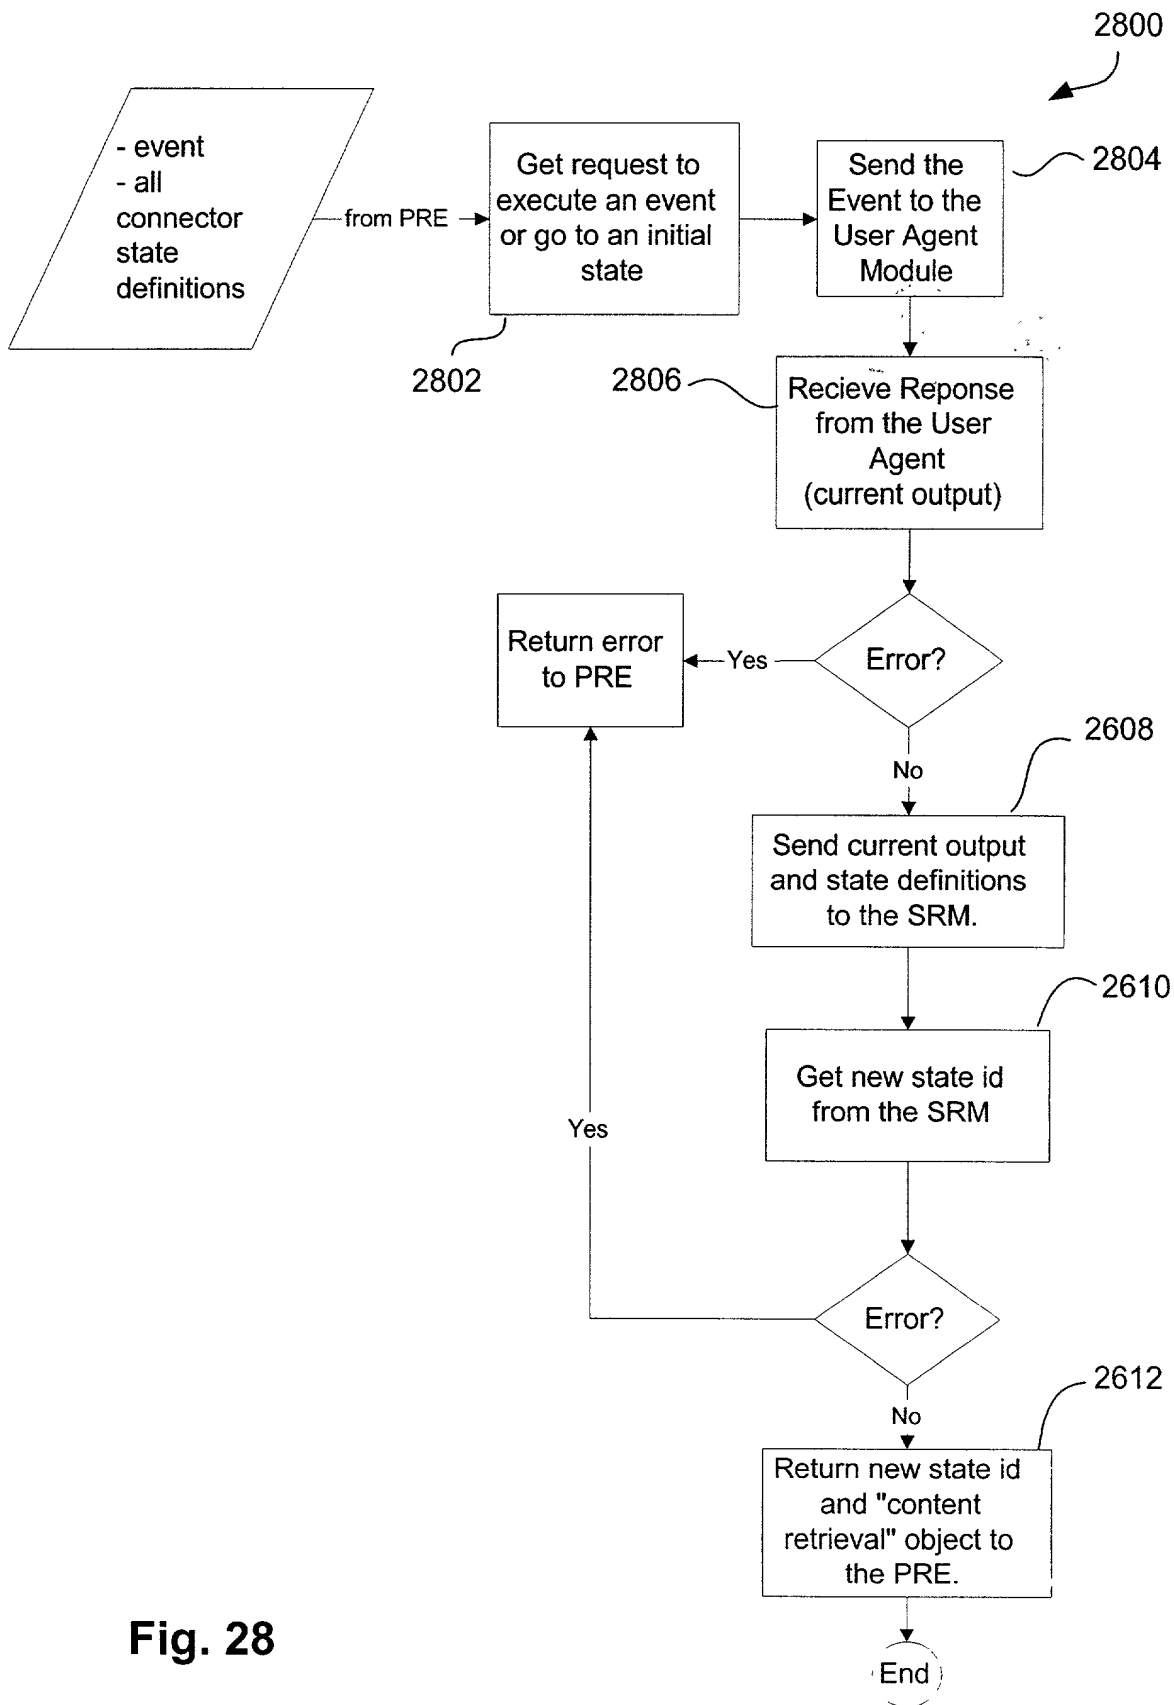 2800
- event
- all
connector
state
definitions
from PRE
Get request to
execute an event
or go to an initial
state
2802
Send the
Event to the
User Agent
Module
2804
2806
Recieve Reponse
from the User
Agent
(current output)
Error?
Yes
Return error
to PRE
No
2608
Send current output
and state definitions
to the SRM.
2610
Get new state id
from the SRM
Yes
Error?
No
2612
Return new state id
and "content
retrieval" object to
the PRE.
End
Fig. 28